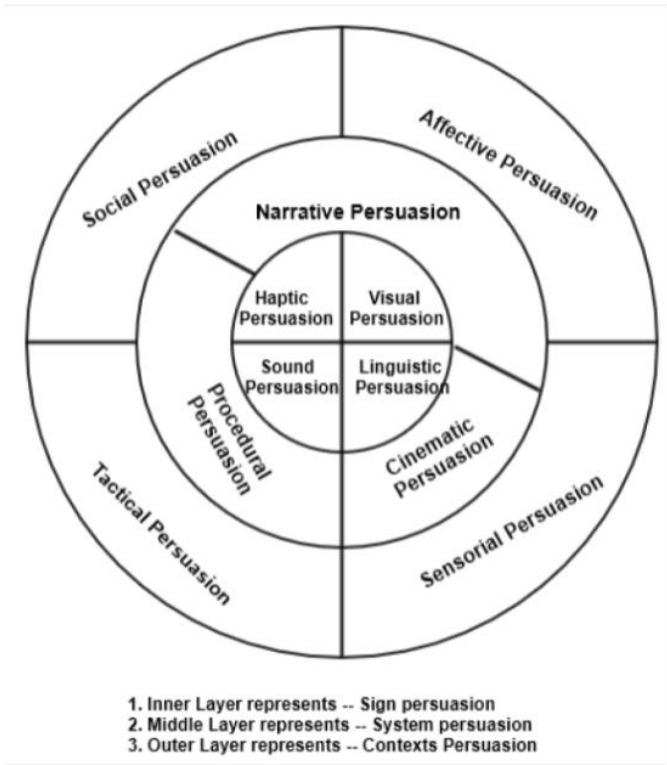 Social Persuasion
Affective Persuasion
Narrative Persuasion
Haptic
Persuasion
Visual
Persuasion
Sound
Persuasion
Linguistic
Persuasion
Procedural
Persuasion
Cinematic
Persuasion
Tactical Persuasion
Sensorial Persuasion
1. Inner Layer represents -- Sign persuasion
2. Middle Layer represents -- System persuasion
3. Outer Layer represents -- Contexts Persuasion